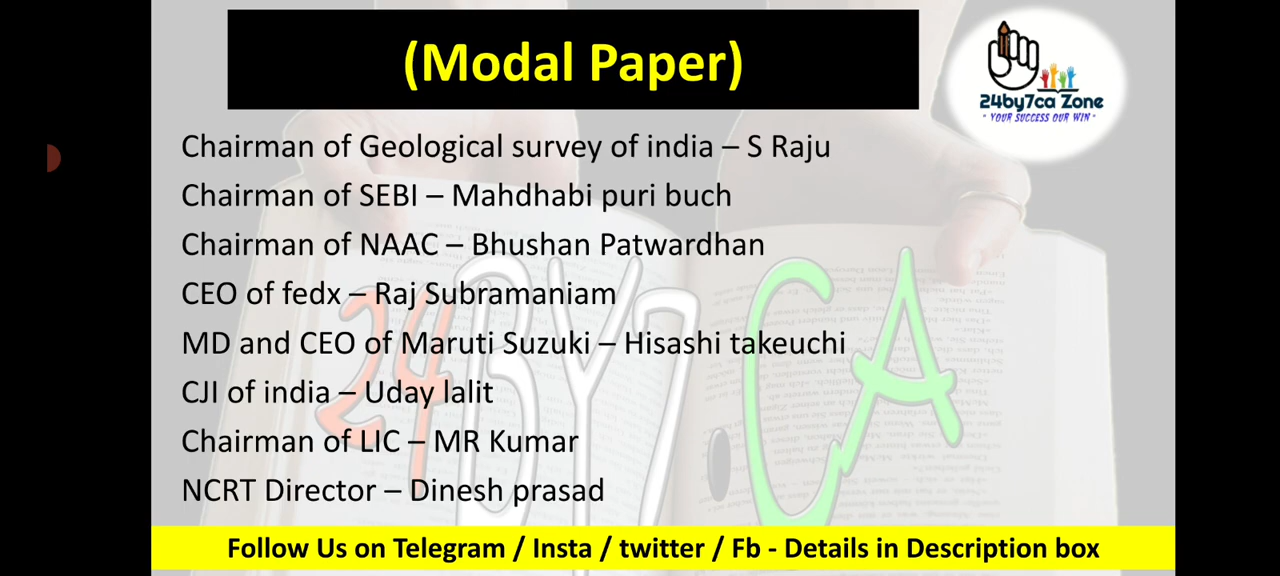 (Modal Paper)
24by7ca Zone
" YOUR SUCCESS OUR WIN "
Chairman of Geological survey of india – S Raju
Chairman of SEBI – Mahdhabi puri buch
Chairman of NAAC – Bhushan Patwardhan
CEO of fedx – Raj Subramaniam
MD and CEO of Maruti Suzuki – Hisashi takeuchi
CJI of india – Uday lalit
Chairman of LIC – MR Kumar
NCRT Director – Dinesh prasad
24BY7.CA
Follow Us on Telegram / Insta / twitter / Fb - Details in Description box